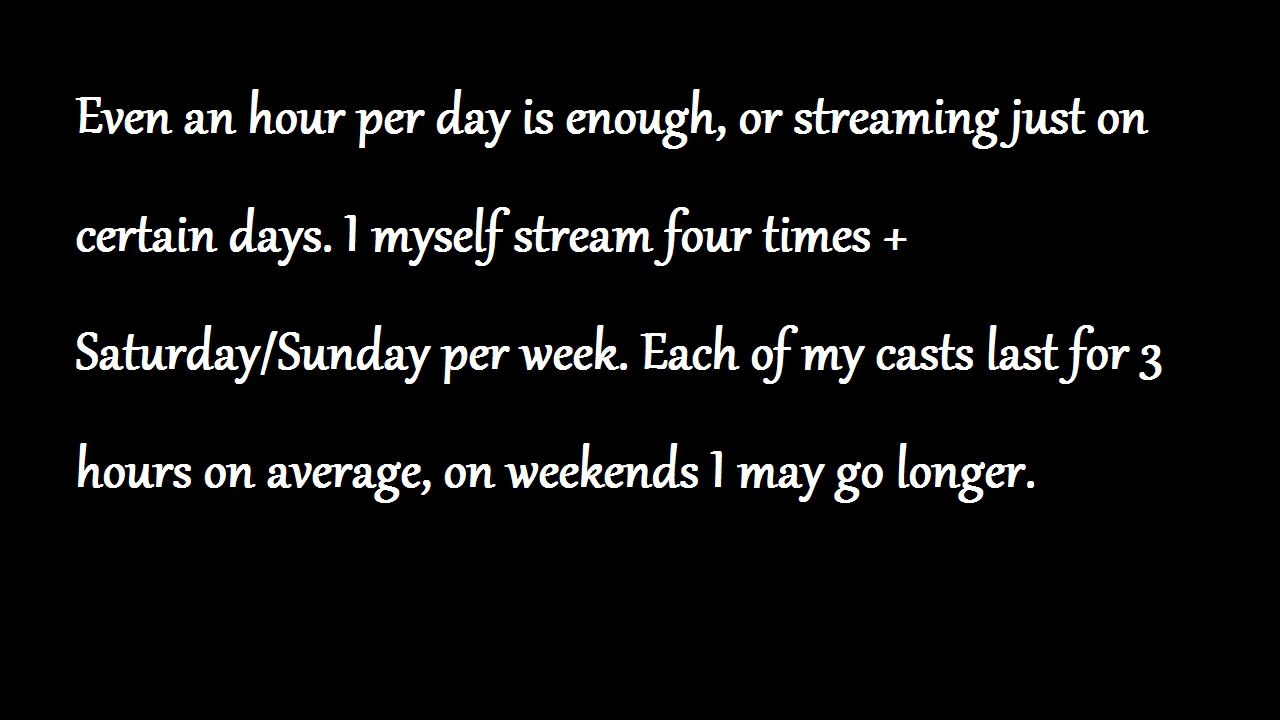 Even an hour per day is enough, or streaming just on
certain days. I myself stream four times +
Saturday/Sunday per week. Each of my casts last for 3
hours on average, on weekends I may go longer.